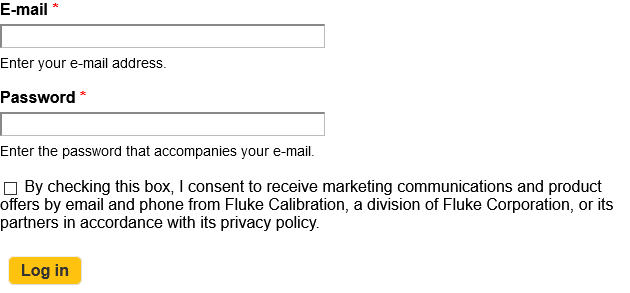 E-mail *
Enter your e-mail address.
Password *
Enter the password that accompanies your e-mail.
By checking this box, I consent to receive marketing communications and product
offers by email and phone from Fluke Calibration, a division of Fluke Corporation, or its
partners in accordance with its privacy policy.
Log in